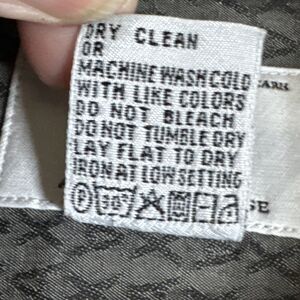 DRY CLEAN
OR
MACHINE WASH COLD
WITH LIKE COLORS
DO NOT BLEACH
DO NOT TUMBLE DRY
LAY FLAT TO DRY
IRON AT LOW SETTING
P 30°